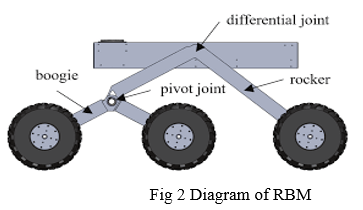 differential joint
boogie
pivot joint
rocker
Fig 2 Diagram of RBM